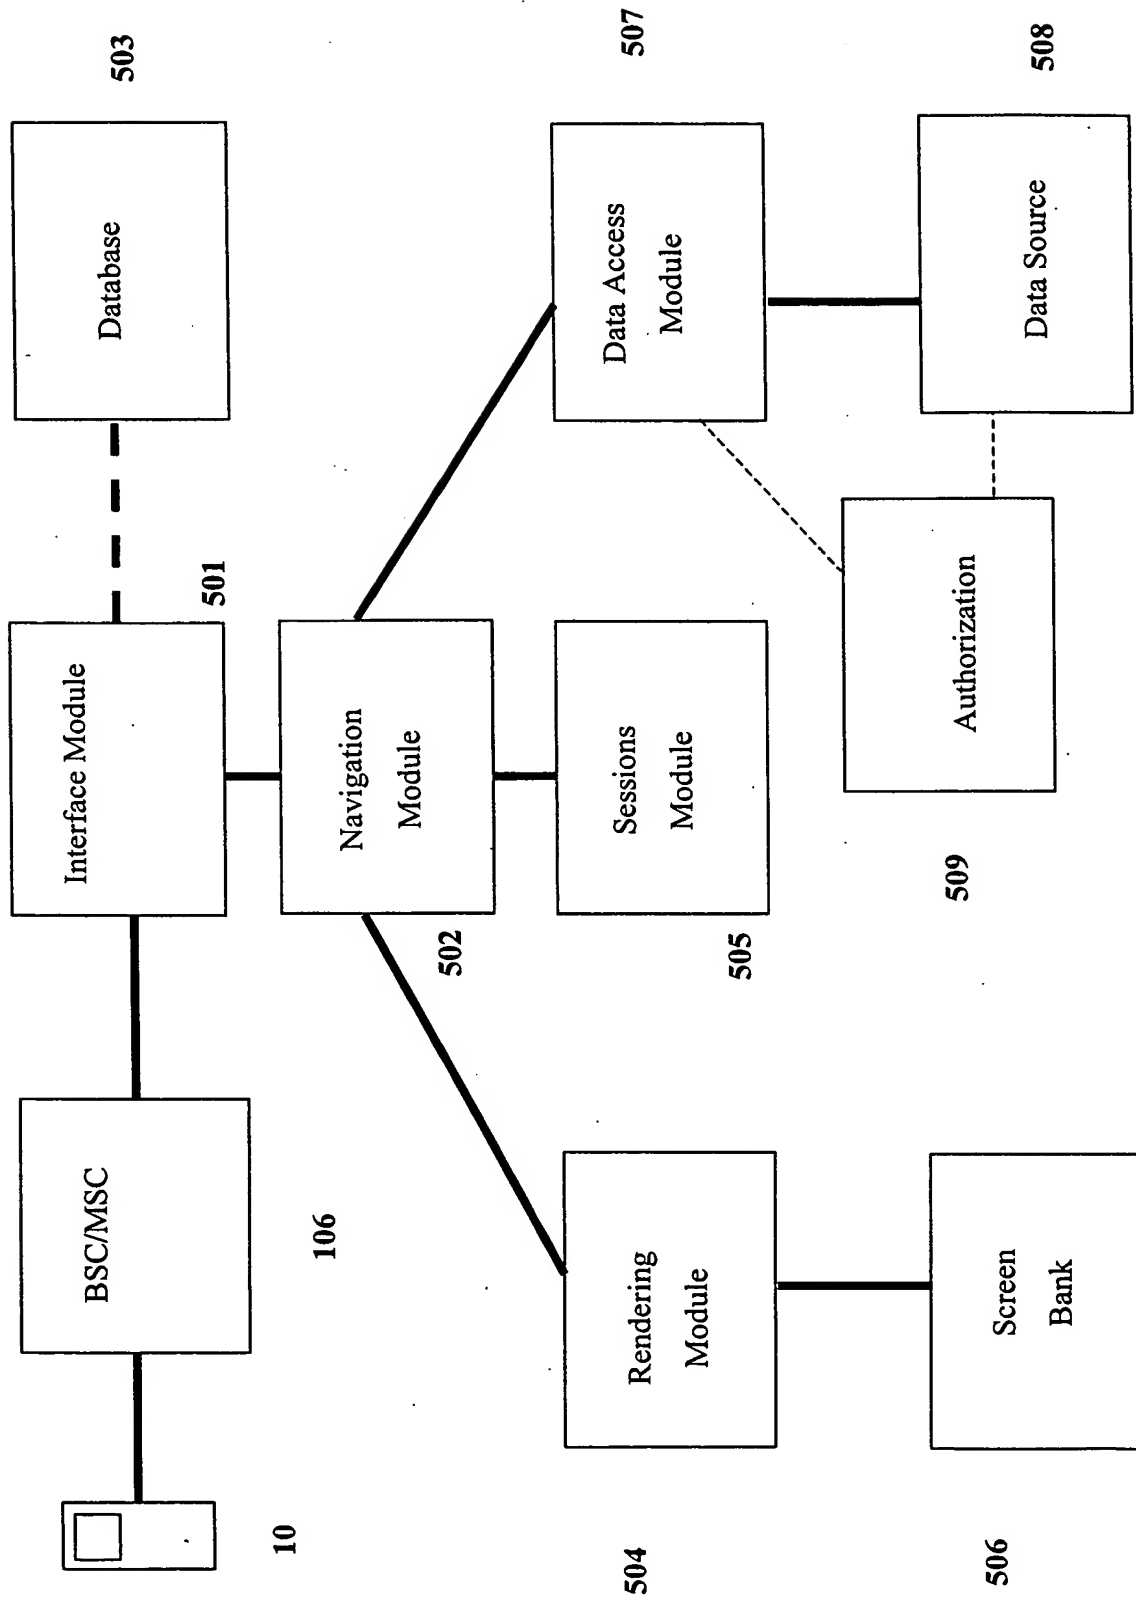 BSC/MSC
Interface Module
Database
503
10
106
501
Navigation
Module
502
504
Rendering
Module
Sessions
Module
505
Data Access
Module
507
506
Screen
Bank
509
Authorization
Data Source
508